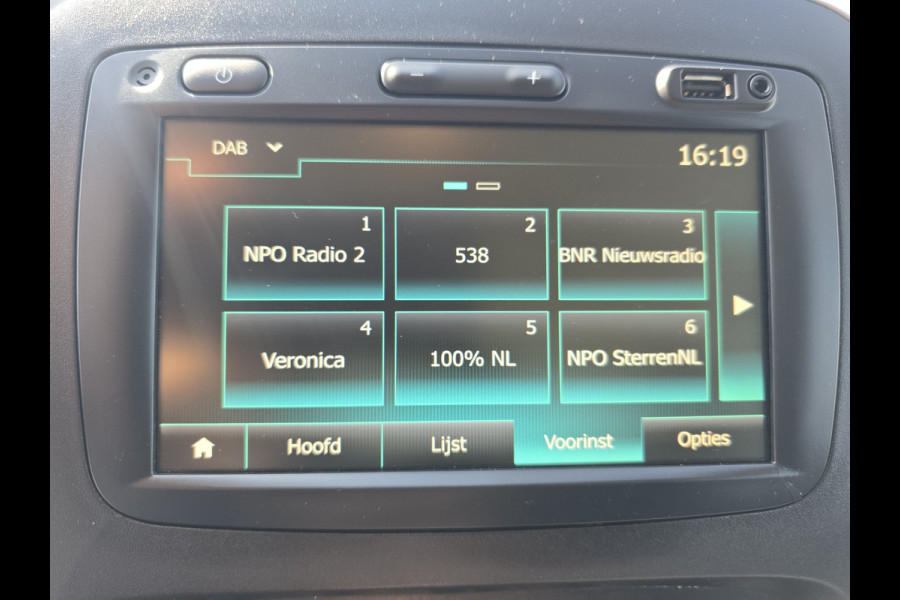 − +
DAB 16:19
1 2 3
NPO Radio 2 538 BNR Nieuwsradio
4 5 6
Veronica 100% NL NPO SterrenNL
Hoofd Lijst Voorinst Opties